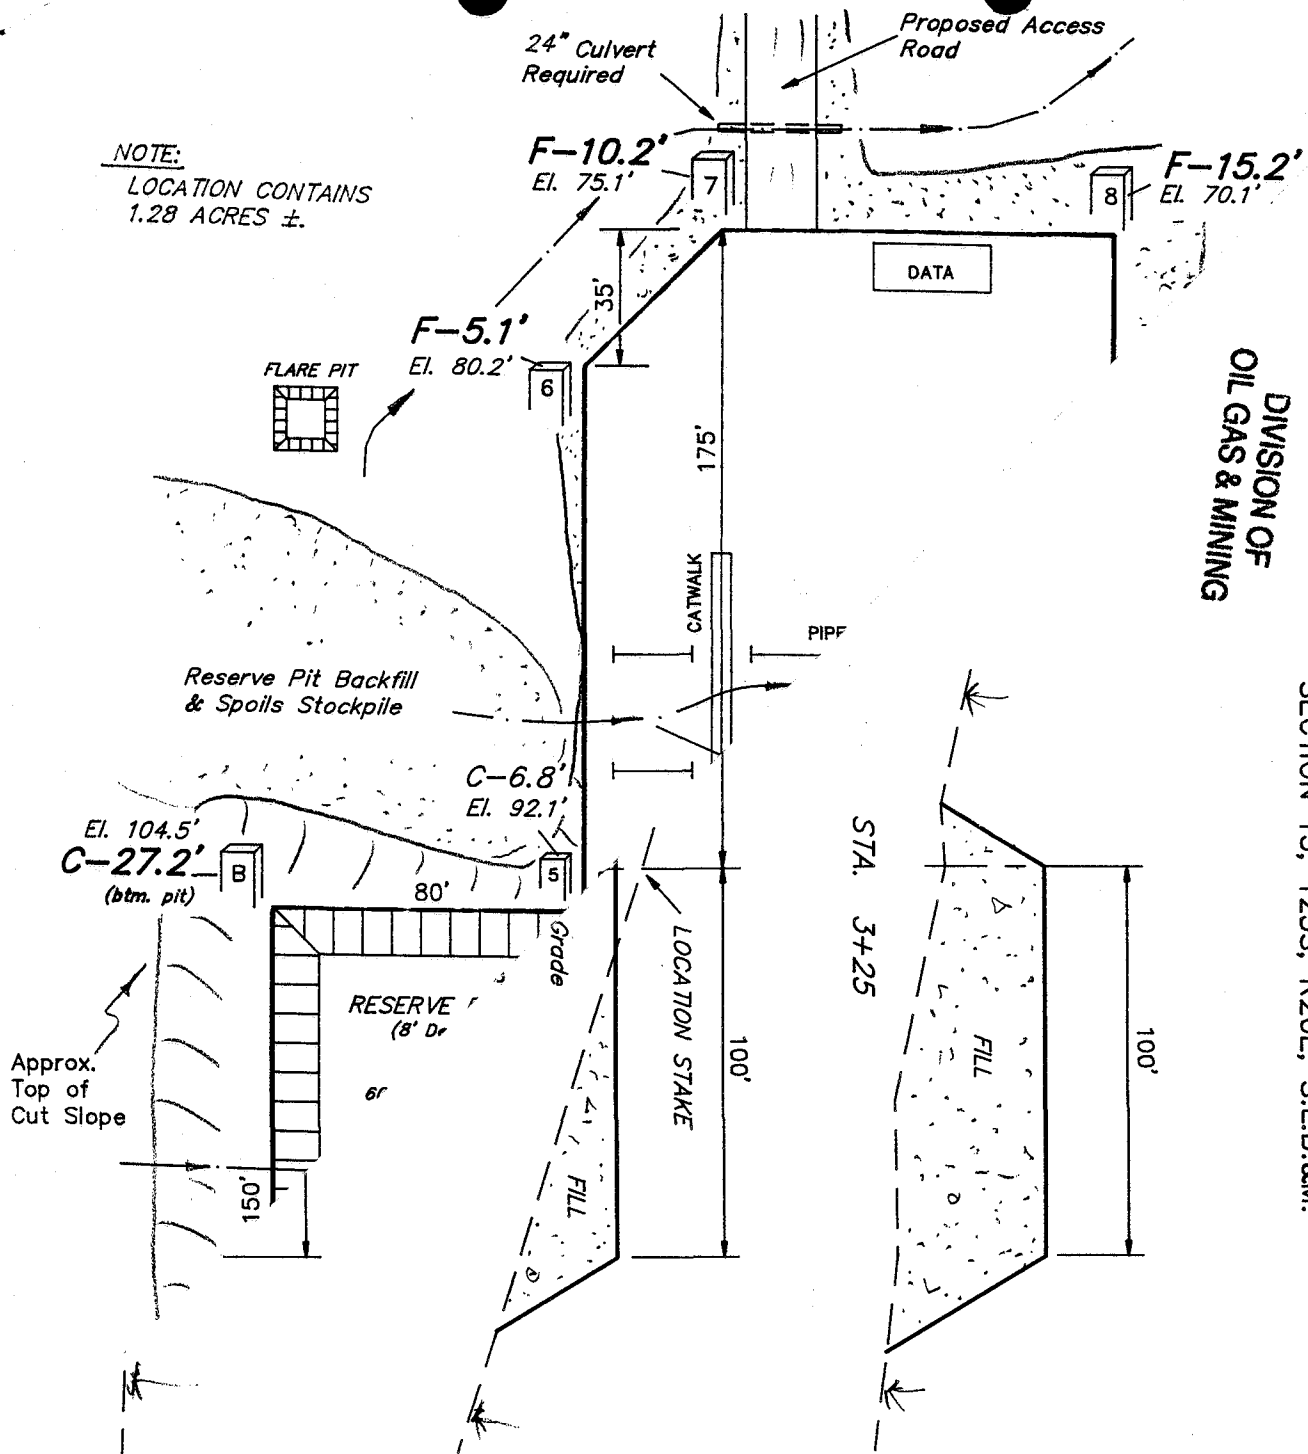 Proposed Access
Road
24" Culvert
Required
NOTE:
LOCATION CONTAINS
1.28 ACRES ±.
F-10.2'
El. 75.1'
7
F-15.2'
El. 70.1'
8
DATA
35'
F-5.1'
El. 80.2'
6
FLARE PIT
DIVISION OF
OIL GAS & MINING
175'
CATWALK
Reserve Pit Backfill
& Spoils Stockpile
C-6.8'
El. 92.1'
5
El. 104.5'
C-27.2'
(btm. pit)
B
80'
Grade
RESERVE
(8'
LOCATION STAKE
STA. 3+25
100'
100'
FILL
FILL
Approx.
Top of
Cut Slope
150'